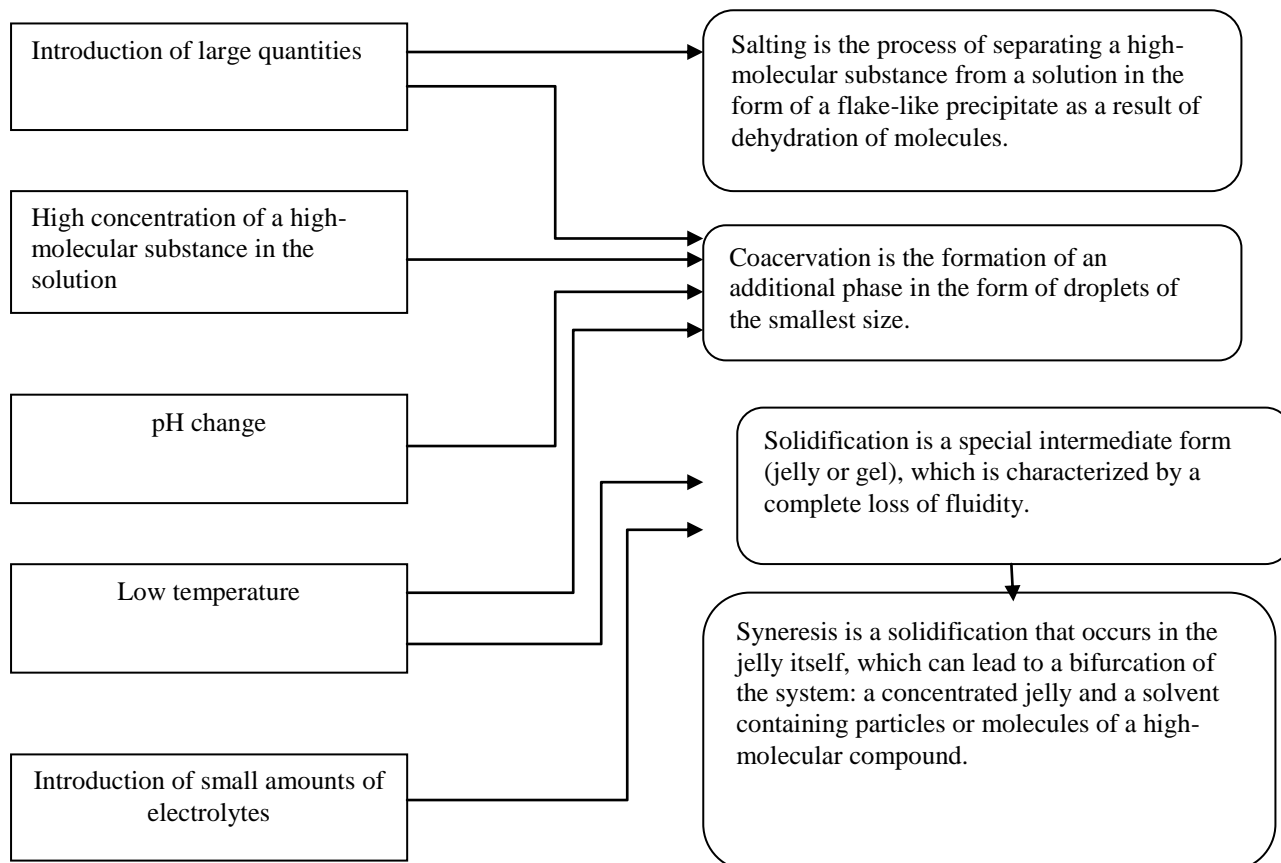 Introduction of large quantities
Salting is the process of separating a high-
molecular substance from a solution in the
form of a flake-like precipitate as a result of
dehydration of molecules.
High concentration of a high-
molecular substance in the
solution
Coacervation is the formation of an
additional phase in the form of droplets of
the smallest size.
pH change
Solidification is a special intermediate form
(jelly or gel), which is characterized by a
complete loss of fluidity.
Low temperature
Syneresis is a solidification that occurs in the
jelly itself, which can lead to a bifurcation of
the system: a concentrated jelly and a solvent
containing particles or molecules of a high-
molecular compound.
Introduction of small amounts of
electrolytes